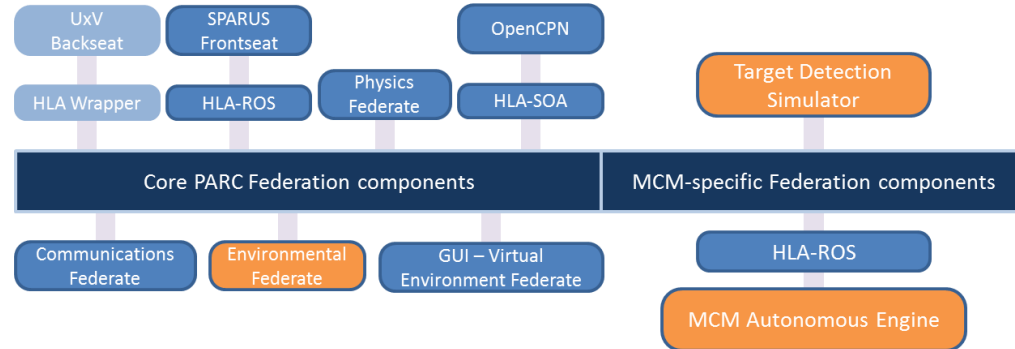 UxV
Backseat
SPARUS
Frontseat
OpenCPN
HLA Wrapper
HLA-ROS
Physics
Federate
HLA-SOA
Target Detection
Simulator
Core PARC Federation components
MCM-specific Federation components
Communications
Federate
Environmental
Federate
GUI – Virtual
Environment Federate
HLA-ROS
MCM Autonomous Engine